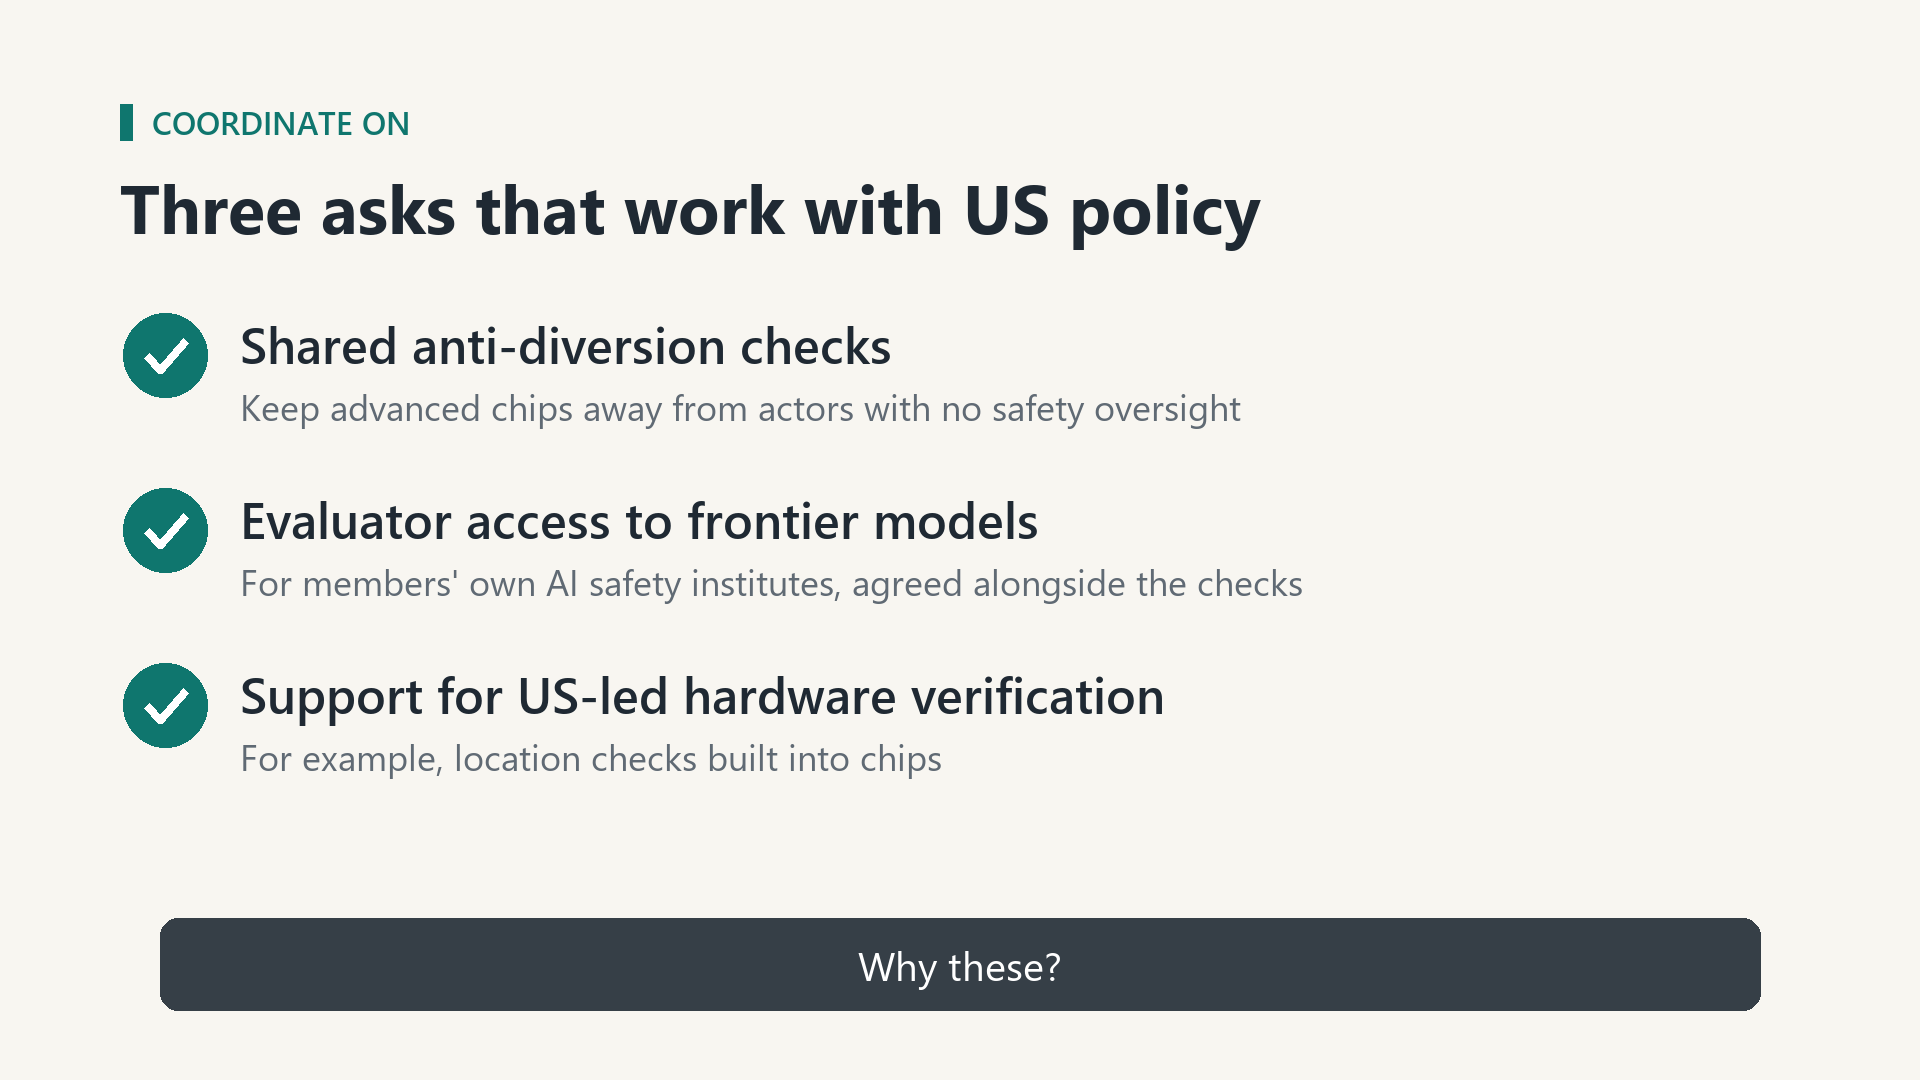 COORDINATE ON
Three asks that work with US policy
Shared anti-diversion checks
Keep advanced chips away from actors with no safety oversight
Evaluator access to frontier models
For members' own AI safety institutes, agreed alongside the checks
Support for US-led hardware verification
For example, location checks built into chips
Why these?